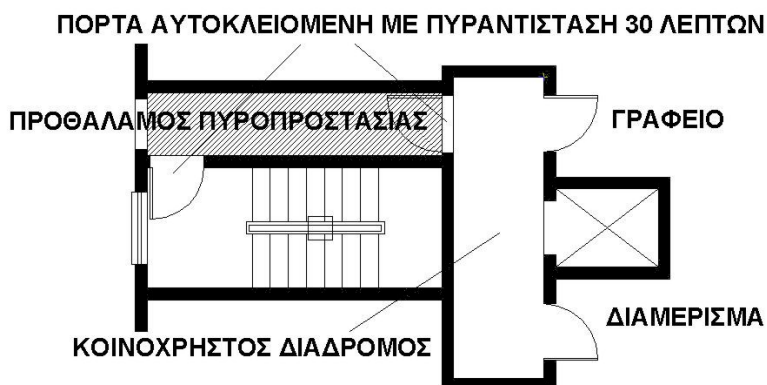 ΠΟΡΤΑ ΑΥΤΟΚΛΕΙΟΜΕΝΗ ΜΕ ΠΥΡΑΝΤΙΣΤΑΣΗ 30 ΛΕΠΤΩΝ
ΠΡΟΘΑΛΑΜΟΣ ΠΥΡΟΠΡΟΣΤΑΣΙΑΣ
ΓΡΑΦΕΙΟ
ΔΙΑΜΕΡΙΣΜΑ
ΚΟΙΝΟΧΡΗΣΤΟΣ ΔΙΑΔΡΟΜΟΣ